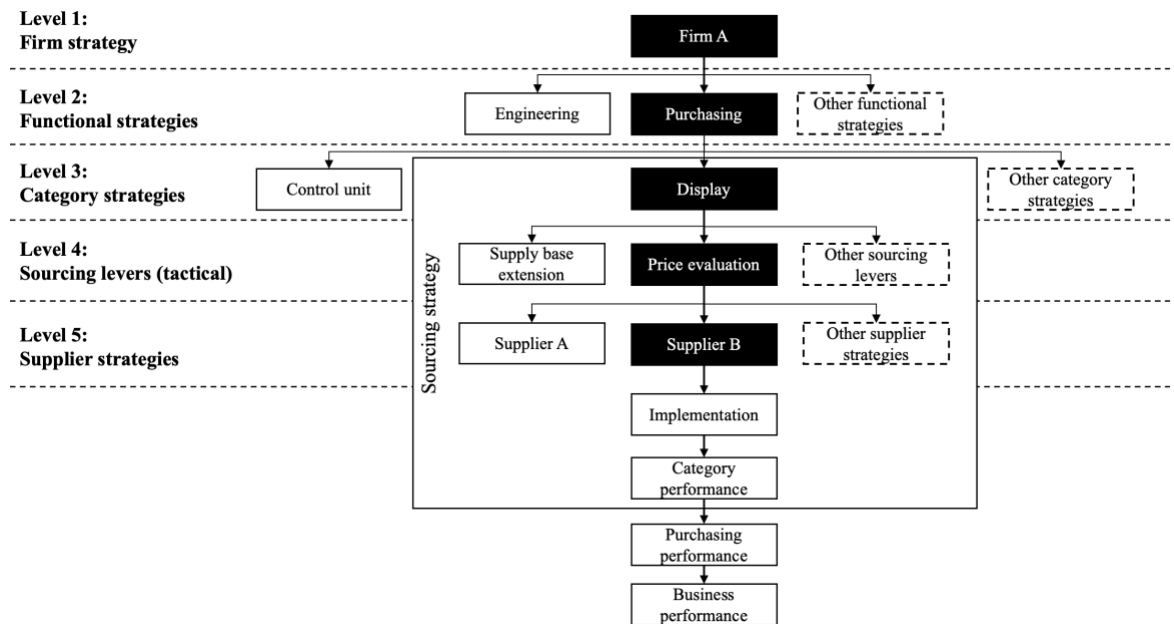 Level 1:
Firm strategy
Firm A
Level 2:
Functional strategies
Engineering
Purchasing
Other functional
strategies
Level 3:
Category strategies
Control unit
Display
Other category
strategies
Sourcing strategy
Level 4:
Sourcing levers (tactical)
Supply base
extension
Price evaluation
Other sourcing
levers
Level 5:
Supplier strategies
Supplier A
Supplier B
Other supplier
strategies
Implementation
Category
performance
Purchasing
performance
Business
performance